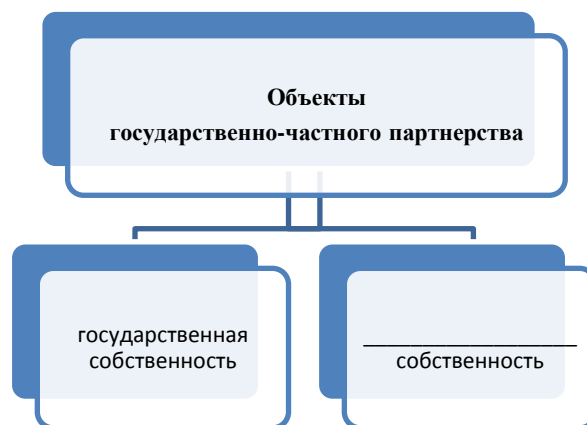 Объекты
государственно-частного партнерства
государственная
собственность
____________________
собственность